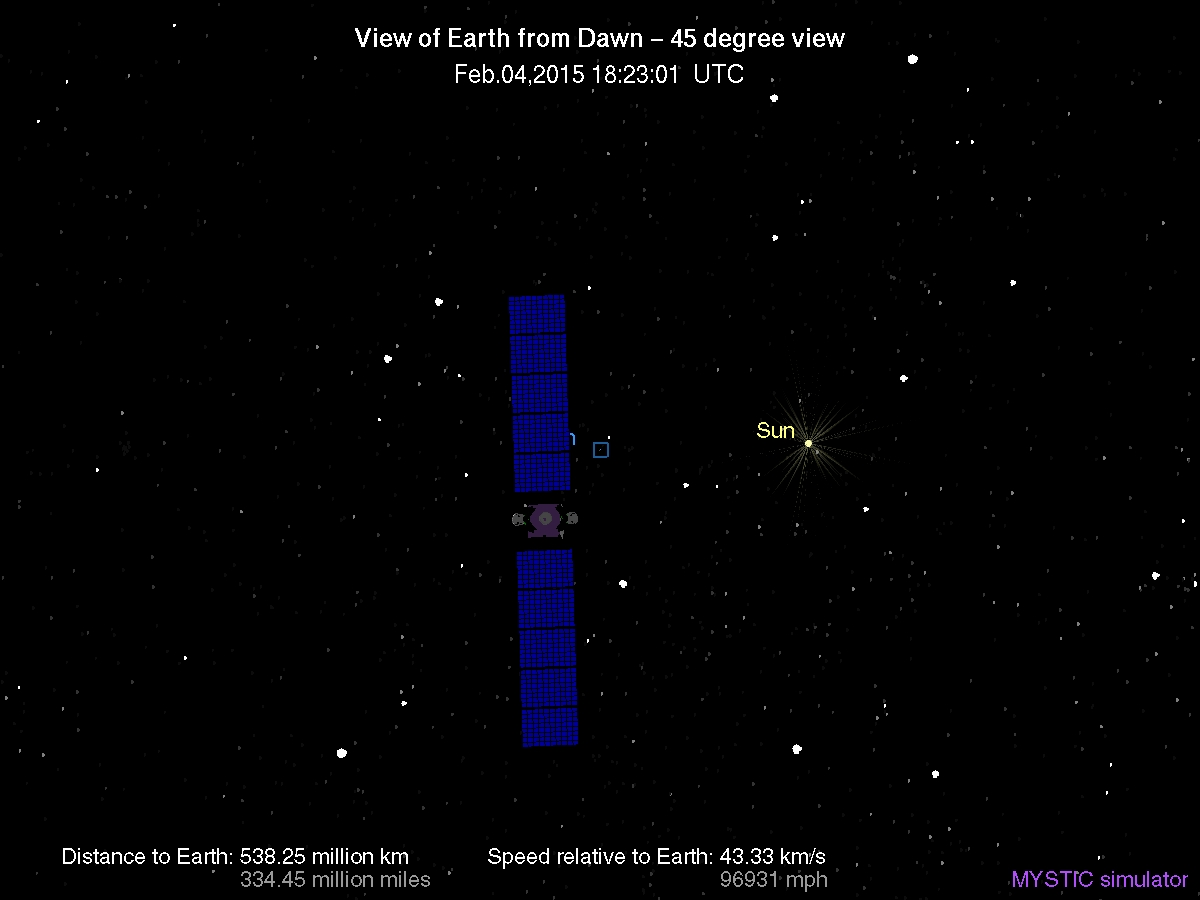 View of Earth from Dawn – 45 degree view
Feb.04,2015 18:23:01 UTC
Sun
Distance to Earth: 538.25 million km
334.45 million miles
Speed relative to Earth: 43.33 km/s
96931 mph
MYSTIC simulator